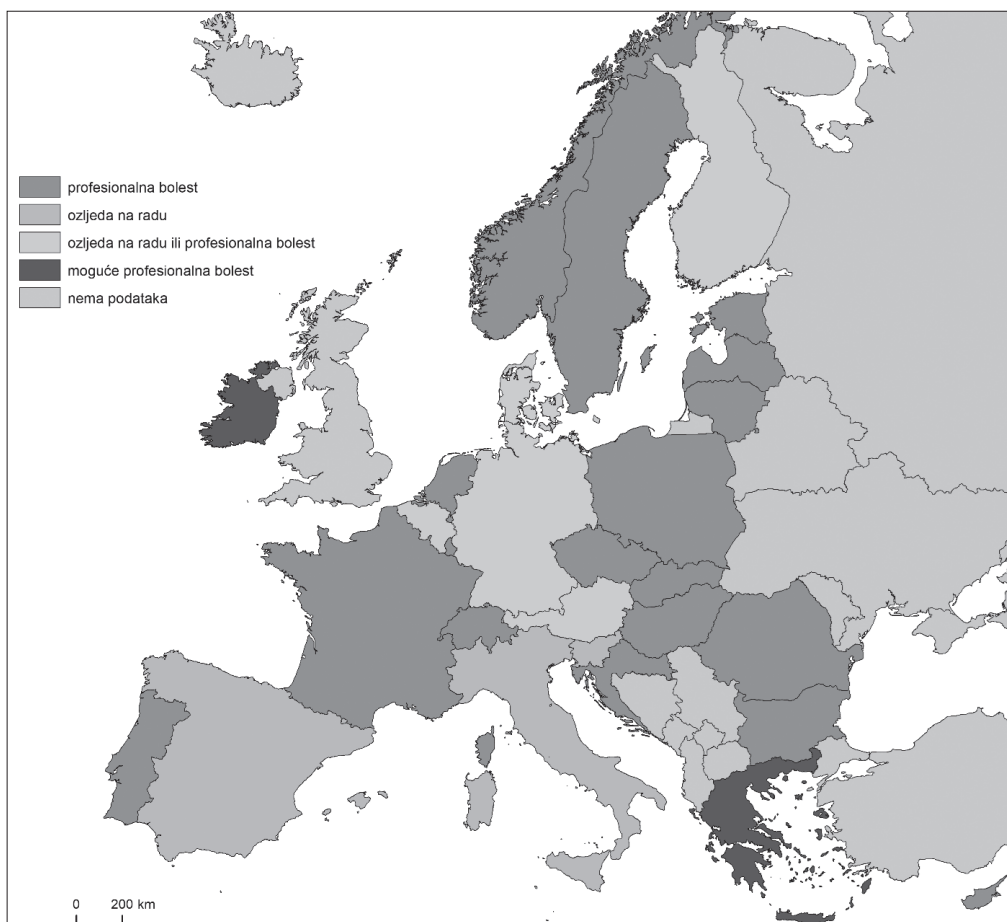 profesionalna bolest
ozljeda na radu
ozljeda na radu ili profesionalna bolest
moguće profesionalna bolest
nema podataka
0 200 km